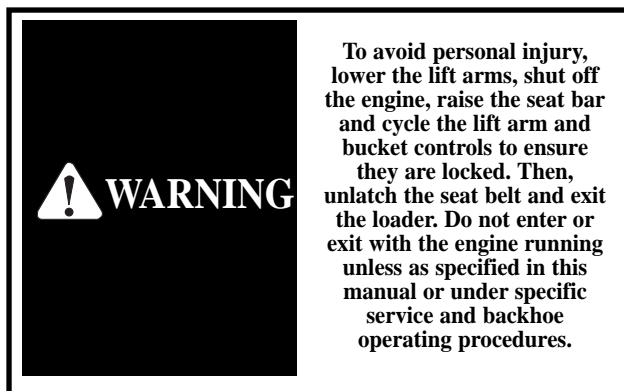 WARNING
To avoid personal injury,
lower the lift arms, shut off
the engine, raise the seat bar
and cycle the lift arm and
bucket controls to ensure
they are locked. Then,
unlatch the seat belt and exit
the loader. Do not enter or
exit with the engine running
unless as specified in this
manual or under specific
service and backhoe
operating procedures.